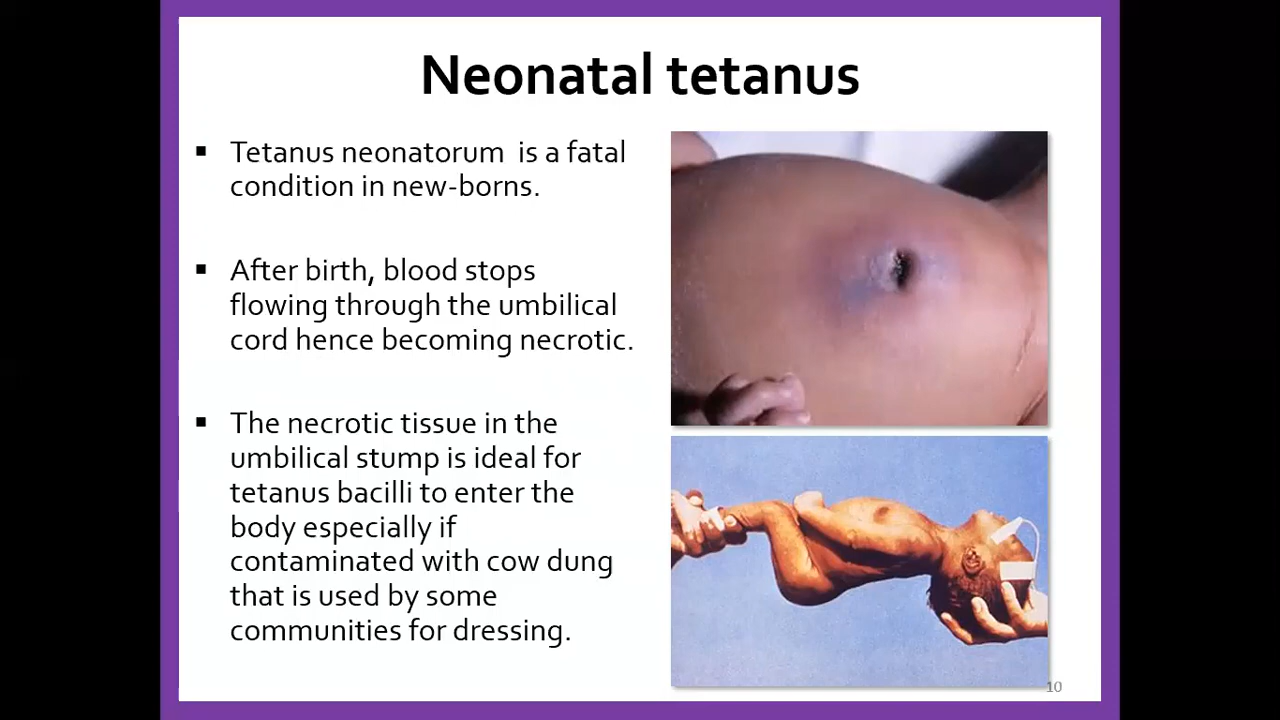 Neonatal tetanus
▪ Tetanus neonatorum is a fatal
condition in new-borns.
▪ After birth, blood stops
flowing through the umbilical
cord hence becoming necrotic.
▪ The necrotic tissue in the
umbilical stump is ideal for
tetanus bacilli to enter the
body especially if
contaminated with cow dung
that is used by some
communities for dressing.
10